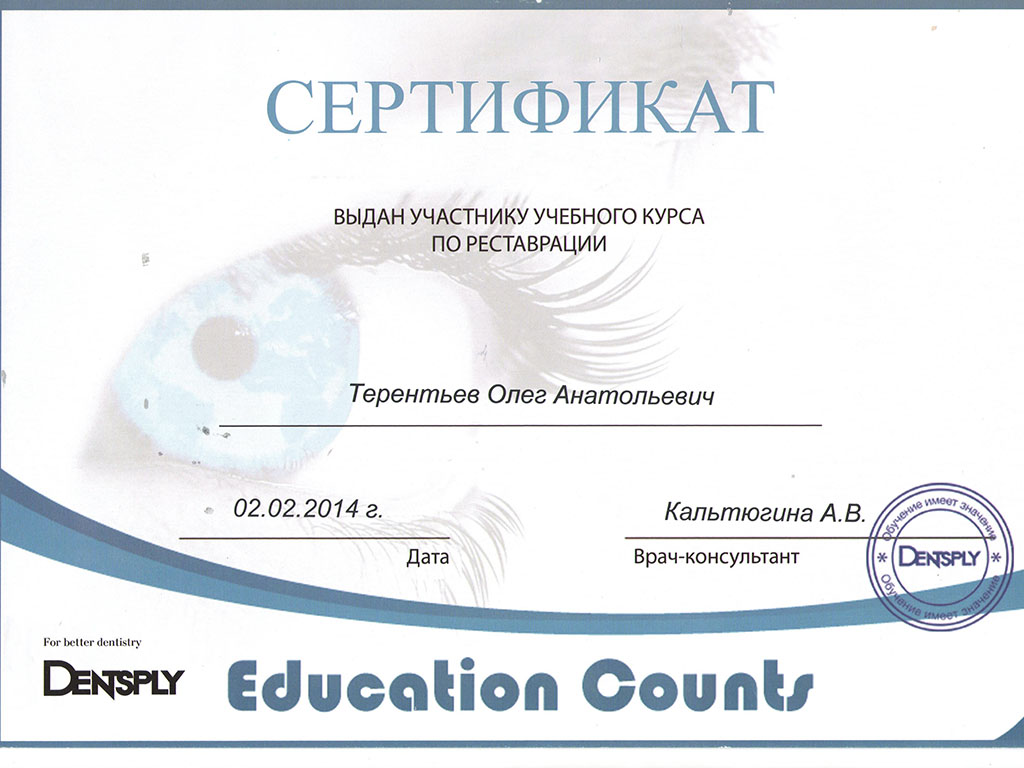 СЕРТИФИКАТ
ВЫДАН УЧАСТНИКУ УЧЕБНОГО КУРСА
ПО РЕСТАВРАЦИИ
Терентьев Олег Анатольевич
02.02.2014 г.
Кальтюгина А.В.
Дата
Врач-консультант
Обучение имеет значение
* DENTSPLY *
Обучение имеет значение
For better dentistry
DENTSPLY
Education Counts